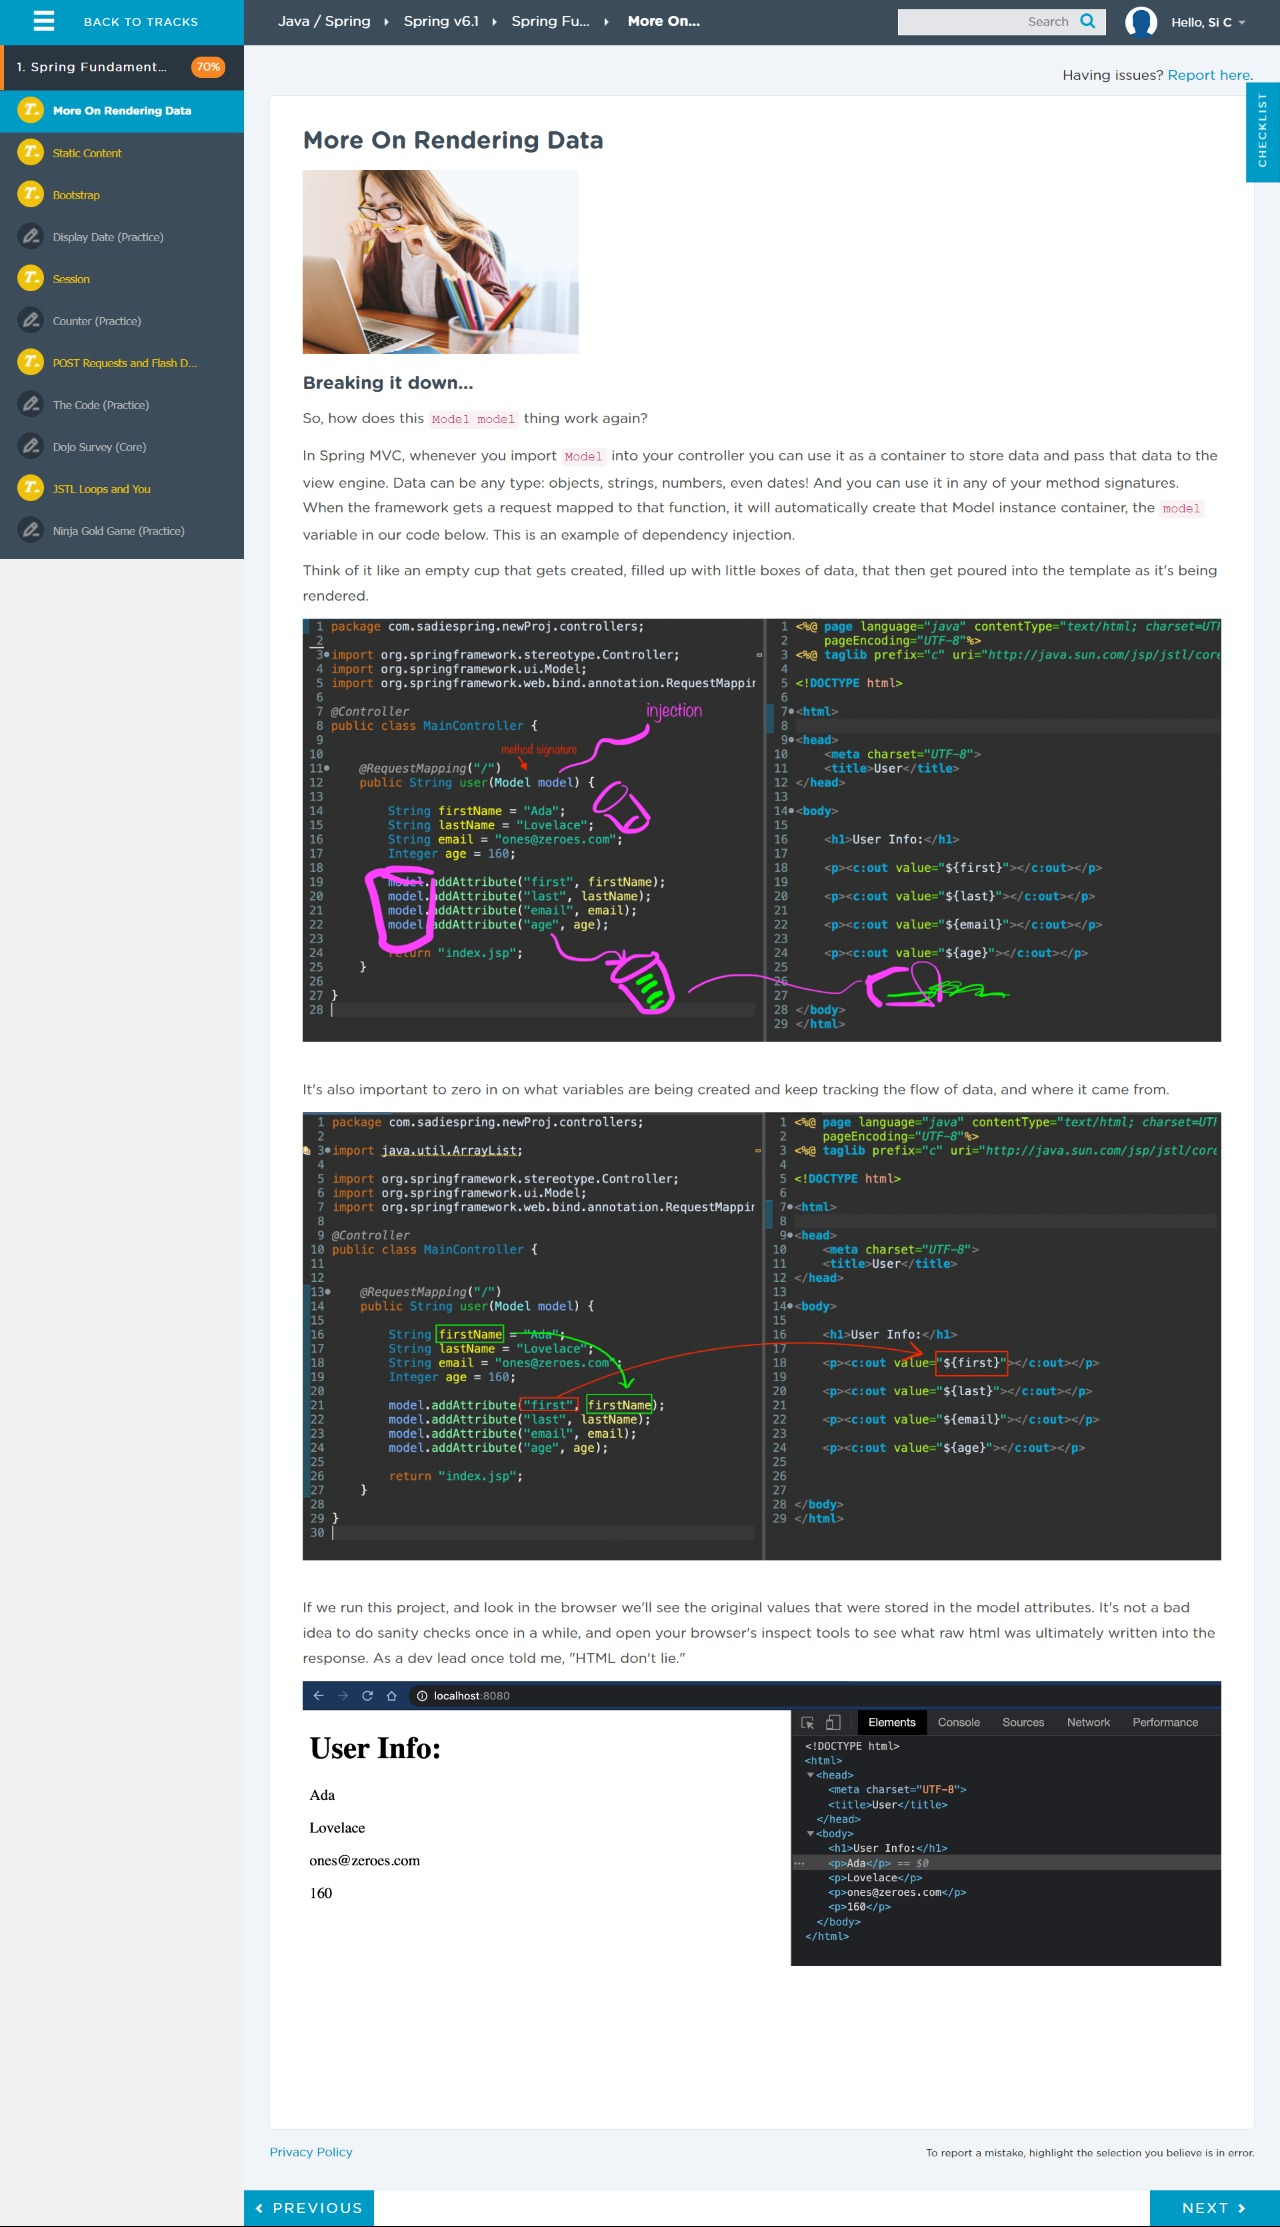 BACK TO TRACKS
Java / Spring
Spring v6.1
Spring Fu...
More On...
Search
Hello, Si C
1. Spring Fundament...
70%
More On Rendering Data
Static Content
Bootstrap
Display Date (Practice)
Session
Counter (Practice)
POST Requests and Flash D...
The Code (Practice)
Dojo Survey (Core)
JSTL Loops and You
Ninja Gold Game (Practice)
Having issues? Report here.
CHECKLIST
More On Rendering Data
Breaking it down...
So, how does this Model model thing work again?
In Spring MVC, whenever you import Model into your controller you can use it as a container to store data and pass that data to the
view engine. Data can be any type: objects, strings, numbers, even dates! And you can use it in any of your method signatures.
When the framework gets a request mapped to that function, it will automatically create that Model instance container, the model
variable in our code below. This is an example of dependency injection.
Think of it like an empty cup that gets created, filled up with little boxes of data, that then get poured into the template as it's being
rendered.
1 package com.sadiespring.newProj.controllers;
2
3 import org.springframework.stereotype.Controller;
4 import org.springframework.ui.Model;
5 import org.springframework.web.bind.annotation.RequestMappin
6
7 @Controller
injection
8 public class MainController {
9
method signature
10
11 @RequestMapping("/")
12 public String user(Model model) {
13
14 String firstName = "Ada";
15 String lastName = "Lovelace";
16 String email = "ones@zeroes.com";
17 Integer age = 160;
18
19 model.addAttribute("first", firstName);
20 model.addAttribute("last", lastName);
21 model.addAttribute("email", email);
22 model.addAttribute("age", age);
23
24 return "index.jsp";
25 }
26
27 }
28
1 <%@ page language="java" contentType="text/html; charset=UTF
2 pageEncoding="UTF-8"%>
3 <%@ taglib prefix="c" uri="http://java.sun.com/jsp/jstl/core
4
5 <!DOCTYPE html>
6
7 <html>
8
9 <head>
10 <meta charset="UTF-8">
11 <title>User</title>
12 </head>
13
14 <body>
15
16 <h1>User Info:</h1>
17
18 <p><c:out value="${first}"></c:out></p>
19
20 <p><c:out value="${last}"></c:out></p>
21
22 <p><c:out value="${email}"></c:out></p>
23
24 <p><c:out value="${age}"></c:out></p>
25
26
27
28 </body>
29 </html>
It's also important to zero in on what variables are being created and keep tracking the flow of data, and where it came from.
1 package com.sadiespring.newProj.controllers;
2
3 import java.util.ArrayList;
4
5 import org.springframework.stereotype.Controller;
6 import org.springframework.ui.Model;
7 import org.springframework.web.bind.annotation.RequestMappin
8
9 @Controller
10 public class MainController {
11
12
13 @RequestMapping("/")
14 public String user(Model model) {
15
16 String firstName = "Ada";
17 String lastName = "Lovelace";
18 String email = "ones@zeroes.com";
19 Integer age = 160;
20
21 model.addAttribute("first", firstName);
22 model.addAttribute("last", lastName);
23 model.addAttribute("email", email);
24 model.addAttribute("age", age);
25
26 return "index.jsp";
27 }
28
29 }
30
1 <%@ page language="java" contentType="text/html; charset=UTF
2 pageEncoding="UTF-8"%>
3 <%@ taglib prefix="c" uri="http://java.sun.com/jsp/jstl/core
4
5 <!DOCTYPE html>
6
7 <html>
8
9 <head>
10 <meta charset="UTF-8">
11 <title>User</title>
12 </head>
13
14 <body>
15
16 <h1>User Info:</h1>
17
18 <p><c:out value="${first}"></c:out></p>
19
20 <p><c:out value="${last}"></c:out></p>
21
22 <p><c:out value="${email}"></c:out></p>
23
24 <p><c:out value="${age}"></c:out></p>
25
26
27
28 </body>
29 </html>
If we run this project, and look in the browser we'll see the original values that were stored in the model attributes. It's not a bad
idea to do sanity checks once in a while, and open your browser's inspect tools to see what raw html was ultimately written into the
response. As a dev lead once told me, "HTML don't lie."
localhost:8080
User Info:
Ada
Lovelace
ones@zeroes.com
160
Elements Console Sources Network Performance
<!DOCTYPE html>
<html>
<head>
<meta charset="UTF-8">
<title>User</title>
</head>
<body>
<h1>User Info:</h1>
<p>Ada</p> == $0
<p>Lovelace</p>
<p>ones@zeroes.com</p>
<p>160</p>
</body>
</html>
Privacy Policy
To report a mistake, highlight the selection you believe is in error.
PREVIOUS
NEXT